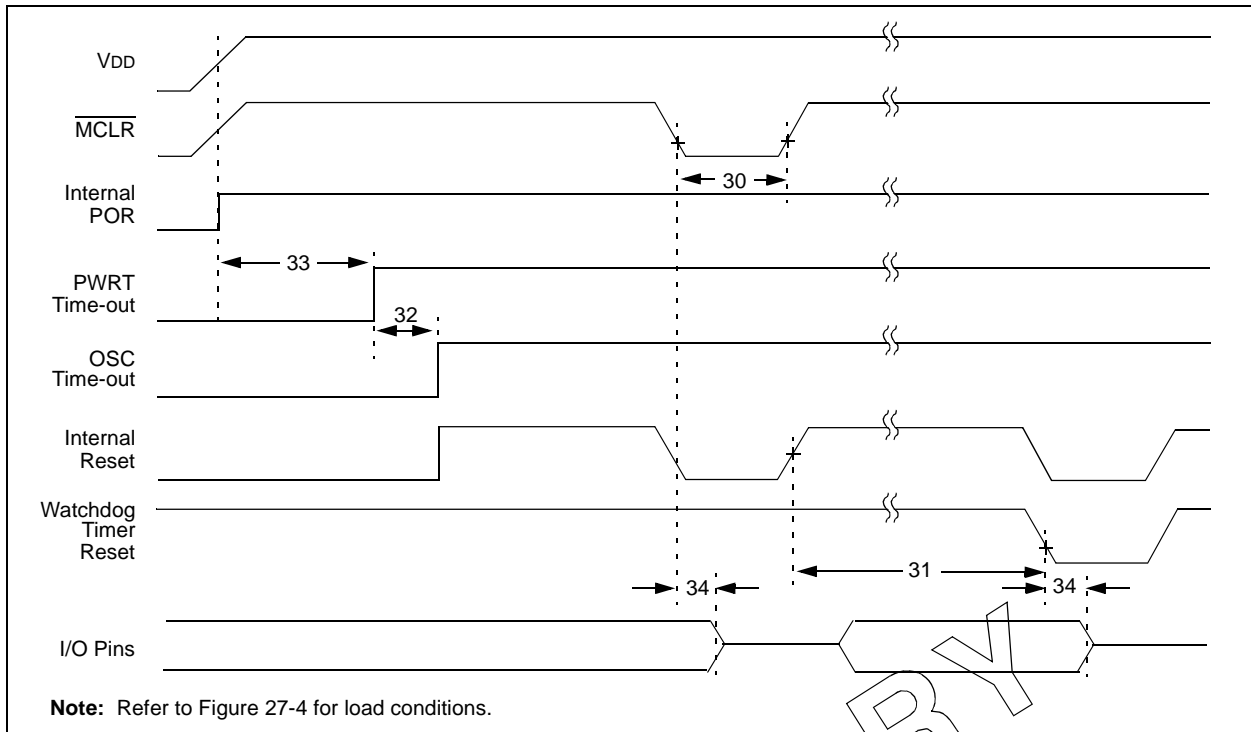 VDD
MCLR
30
Internal
POR
33
PWRT
Time-out
32
OSC
Time-out
Internal
Reset
Watchdog
Timer
Reset
31
34
34
I/O Pins
R Y
Note: Refer to Figure 27-4 for load conditions.